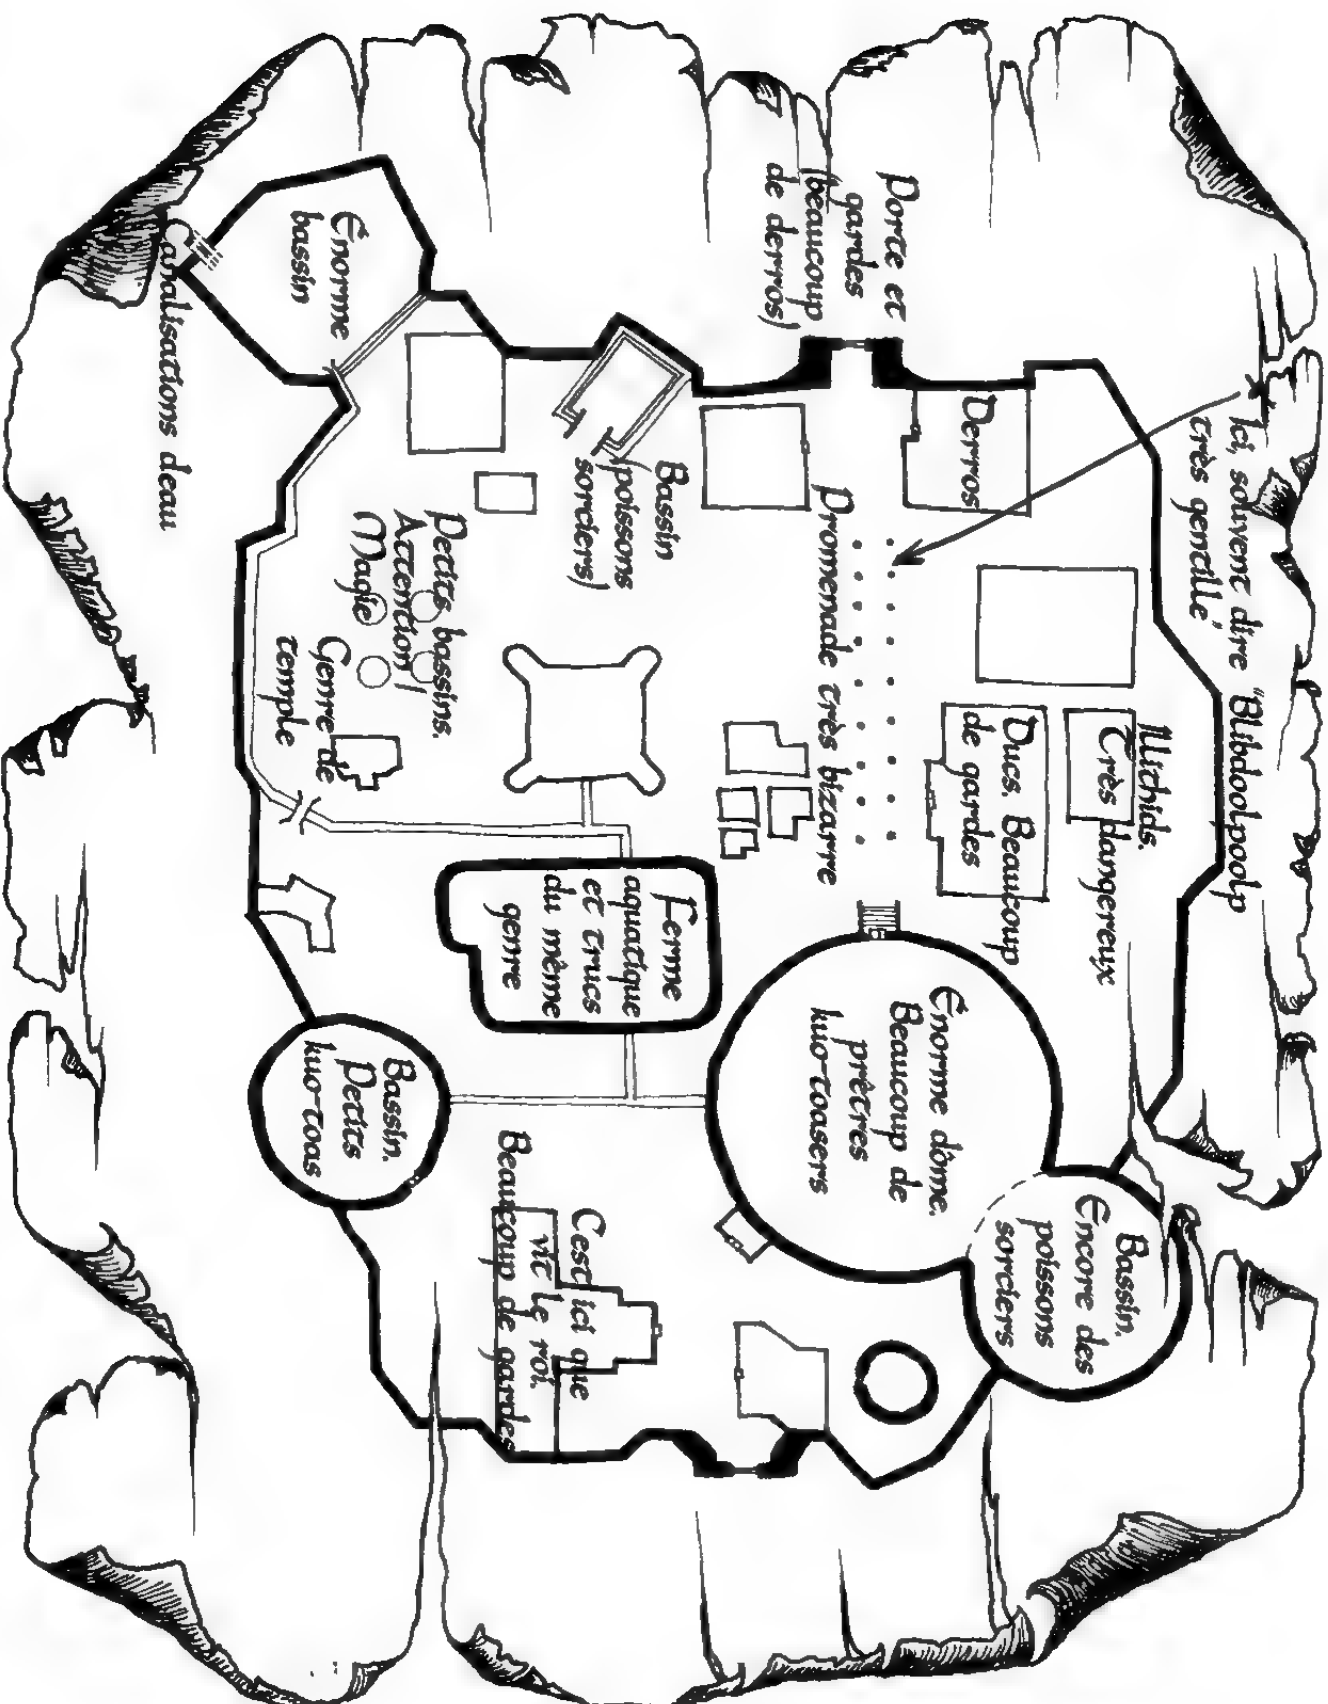 Ici, souvent dire "Blibdoolpoolp
très gentille"
Porte et
gardes
(beaucoup
de derros)
Derros
Illithids.
Très dangereux
Ducs. Beaucoup
de gardes
Promenade très bizarre
Bassin.
Encore des
poissons
sorciers
Énorme dôme.
Beaucoup de
prêtres
kuo-toasers
Bassin
(poissons
sorciers)
Ferme
aquatique
et trucs
du même
genre
C'est ici que
vit le roi.
Beaucoup de gardes
Énorme
bassin
Petits bassins.
Attention !
Magie
Genre de
temple
Bassin.
Petits
kuo-toas
Canalisations d'eau